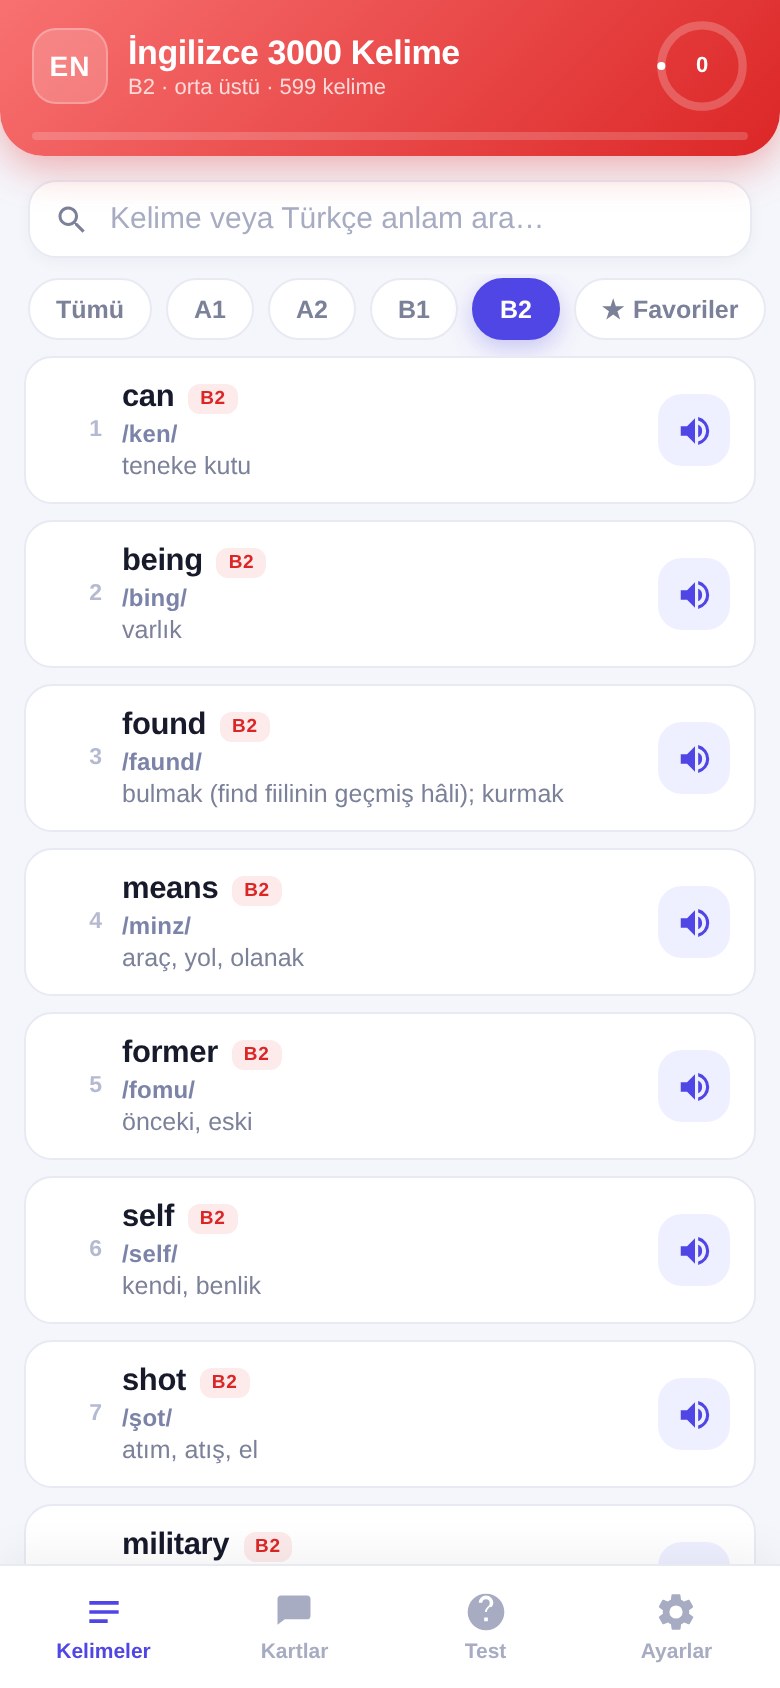 EN
İngilizce 3000 Kelime
B2 · orta üstü · 599 kelime
0
Kelime veya Türkçe anlam ara…
Tümü A1 A2 B1 B2 ★ Favoriler
can B2
1
/ken/
teneke kutu
being B2
2
/bing/
varlık
found B2
3
/faund/
bulmak (find fiilinin geçmiş hâli); kurmak
means B2
4
/minz/
araç, yol, olanak
former B2
5
/fomu/
önceki, eski
self B2
6
/self/
kendi, benlik
shot B2
7
/şot/
atım, atış, el
military B2
Kelimeler Kartlar Test Ayarlar